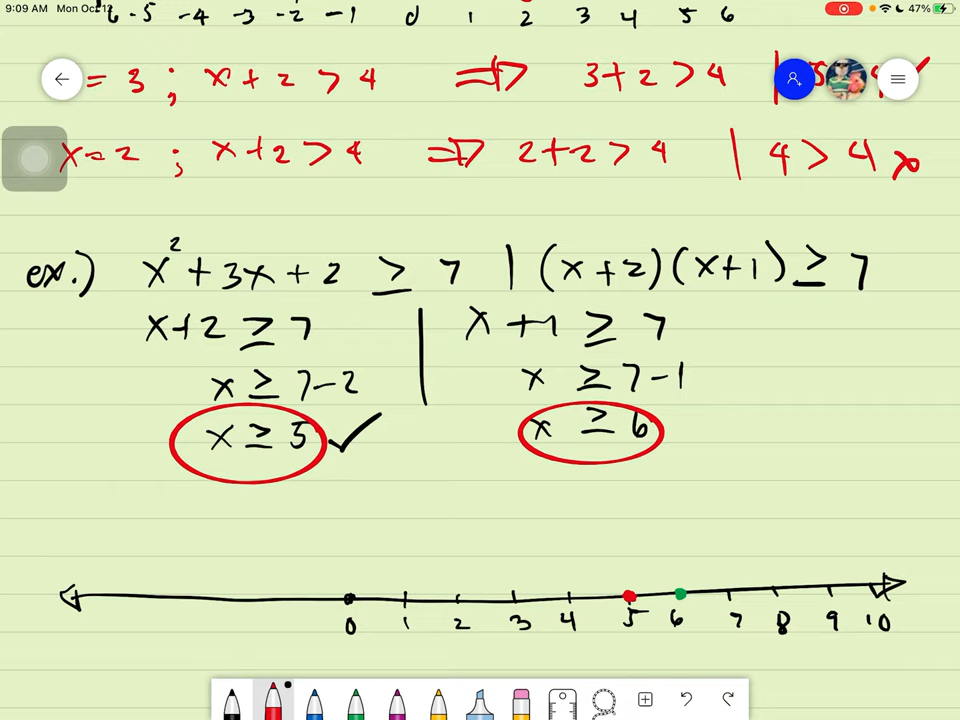 9:09 AM Mon Oct 12
47%
6 -5 -4 -3 -2 -1 0 1 2 3 4 5 6
= 3 ; x + 2 > 4 ⟹ 3 + 2 > 4 |
x = 2 ; x + 2 > 4 ⟹ 2 + 2 > 4 | 4 > 4 x
ex.) x² + 3x + 2 ≥ 7 | (x + 2)(x + 1) ≥ 7
x + 2 ≥ 7 | x + 1 ≥ 7
x ≥ 7 - 2 x ≥ 7 - 1
x ≥ 5 ✓ x ≥ 6
0 1 2 3 4 5 6 7 8 9 10